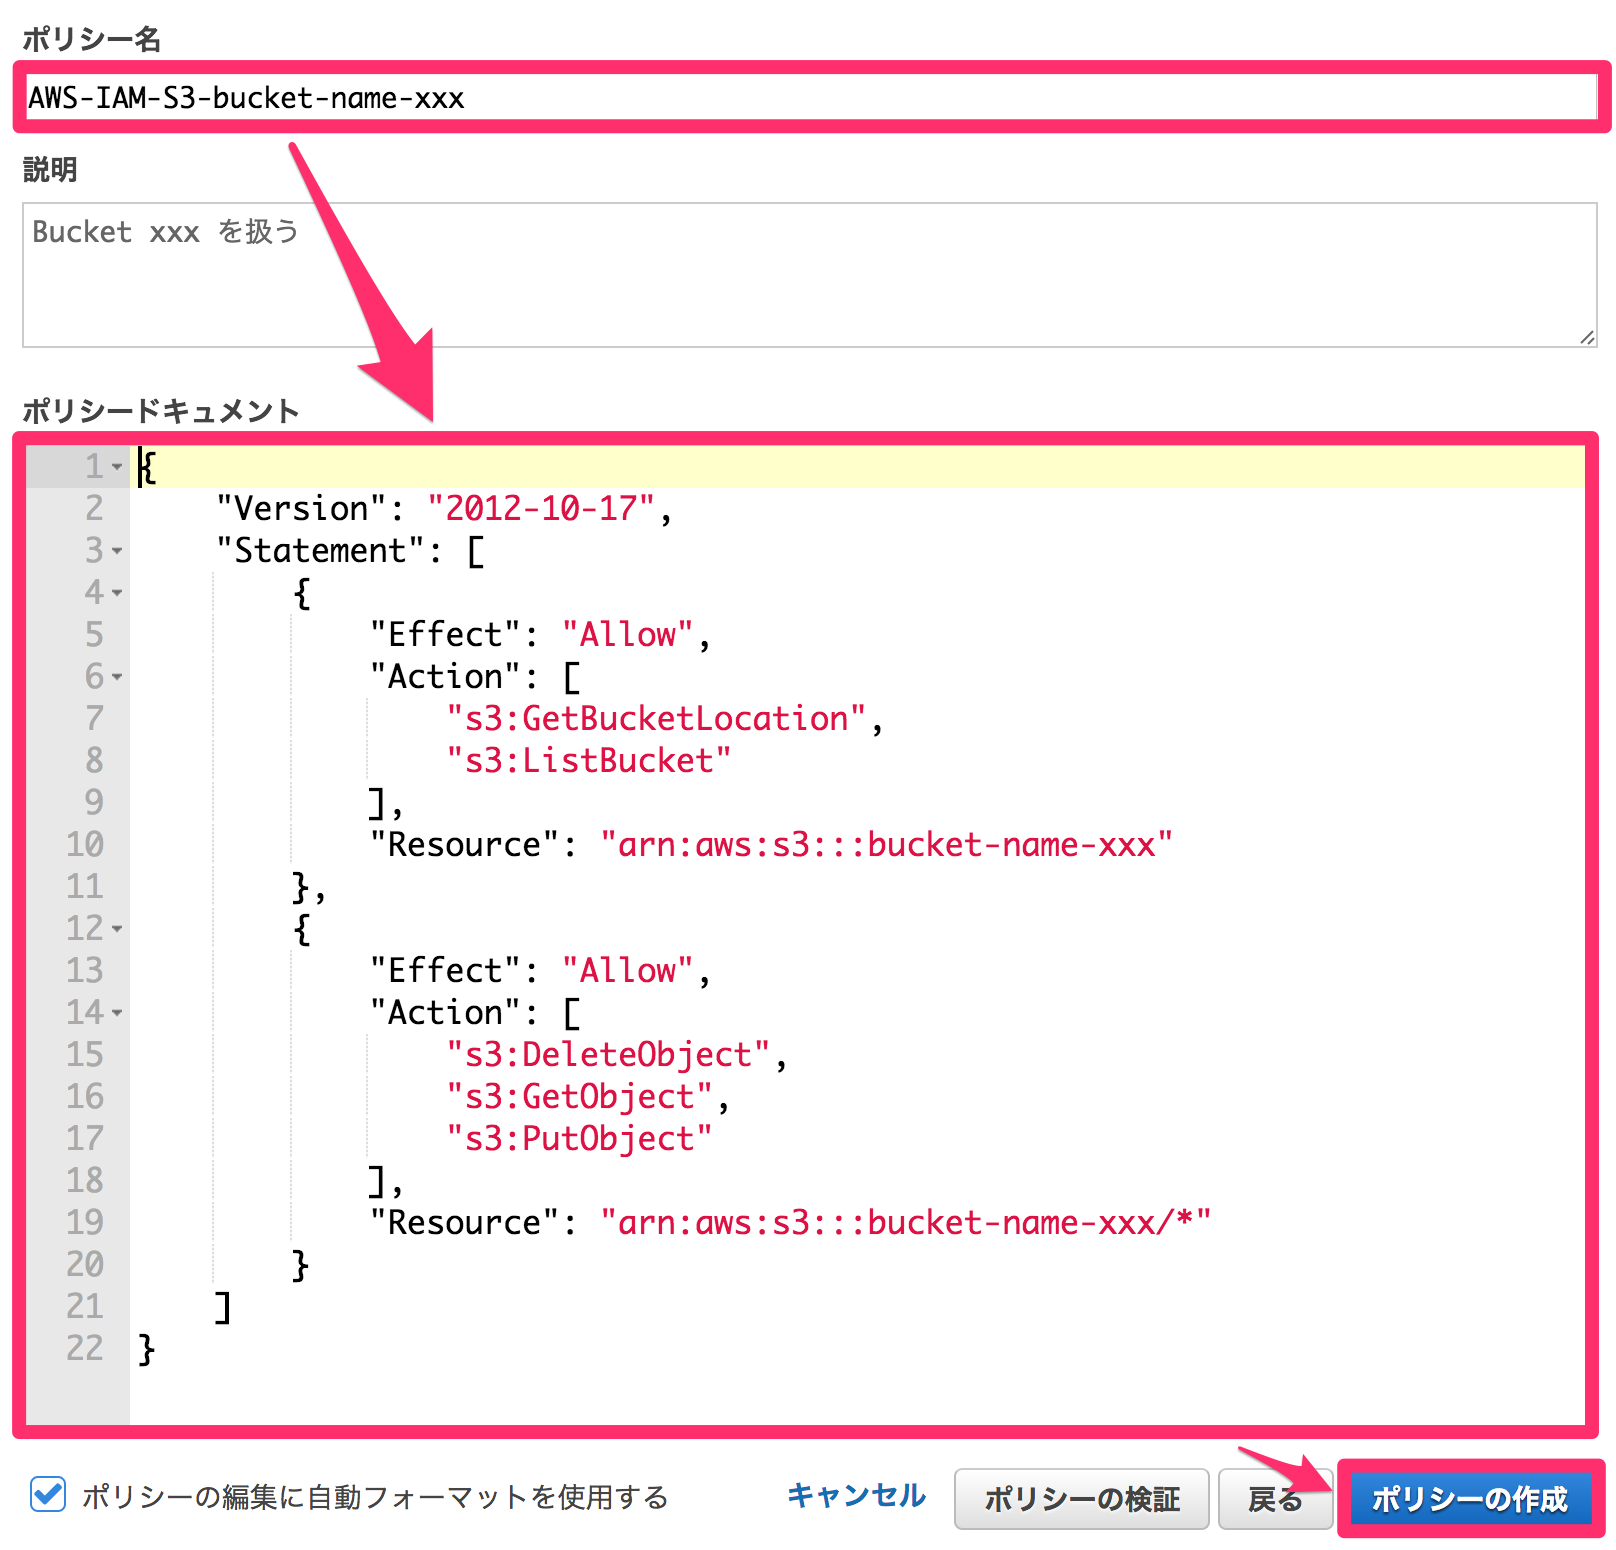 ポリシー名
AWS-IAM-S3-bucket-name-xxx
説明
Bucket xxx を扱う
ポリシードキュメント
1 {
2 "Version": "2012-10-17",
3 "Statement": [
4 {
5 "Effect": "Allow",
6 "Action": [
7 "s3:GetBucketLocation",
8 "s3:ListBucket"
9 ],
10 "Resource": "arn:aws:s3:::bucket-name-xxx"
11 },
12 {
13 "Effect": "Allow",
14 "Action": [
15 "s3:DeleteObject",
16 "s3:GetObject",
17 "s3:PutObject"
18 ],
19 "Resource": "arn:aws:s3:::bucket-name-xxx/*"
20 }
21 ]
22 }
ポリシーの編集に自動フォーマットを使用する キャンセル ポリシーの検証 戻る ポリシーの作成